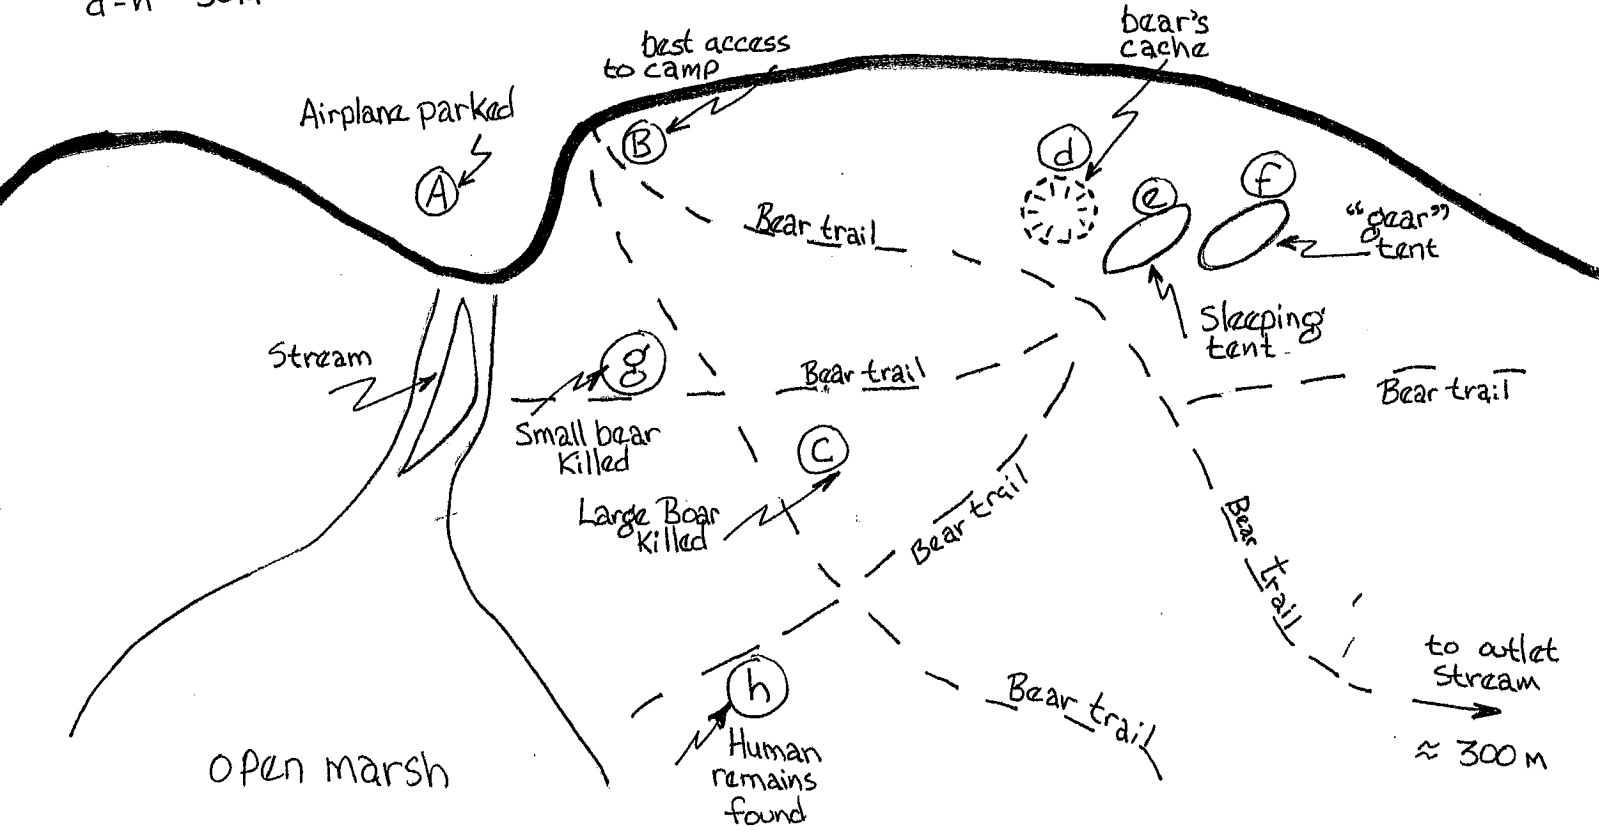 bear's
cache
best access
to camp
Airplane parked
A
B
d
e
f
"gear"
tent
Bear trail
Sleeping
tent
Stream
g
Bear trail
Bear trail
Small bear
Killed
C
Large Boar
Killed
Bear trail
Bear trail
to outlet
stream
≈ 300 m
h
Bear trail
Human
remains
found
open marsh